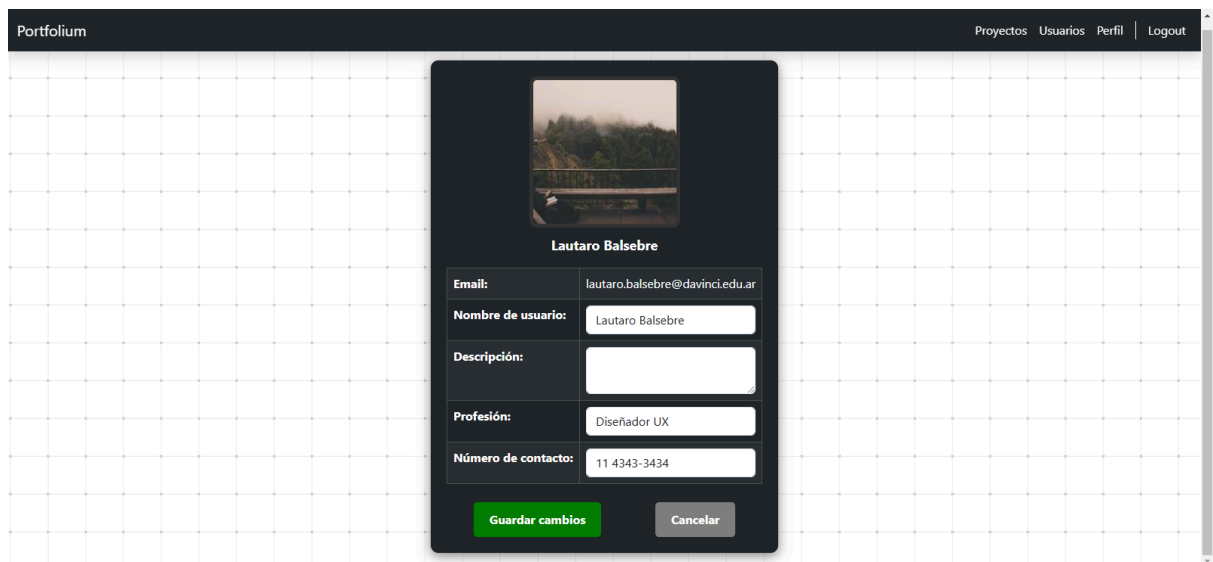 Portfolium
Proyectos Usuarios Perfil Logout
Lautaro Balsebre
Email: lautaro.balsebre@davinci.edu.ar
Nombre de usuario: Lautaro Balsebre
Descripción:
Profesión: Diseñador UX
Número de contacto: 11 4343-3434
Guardar cambios Cancelar